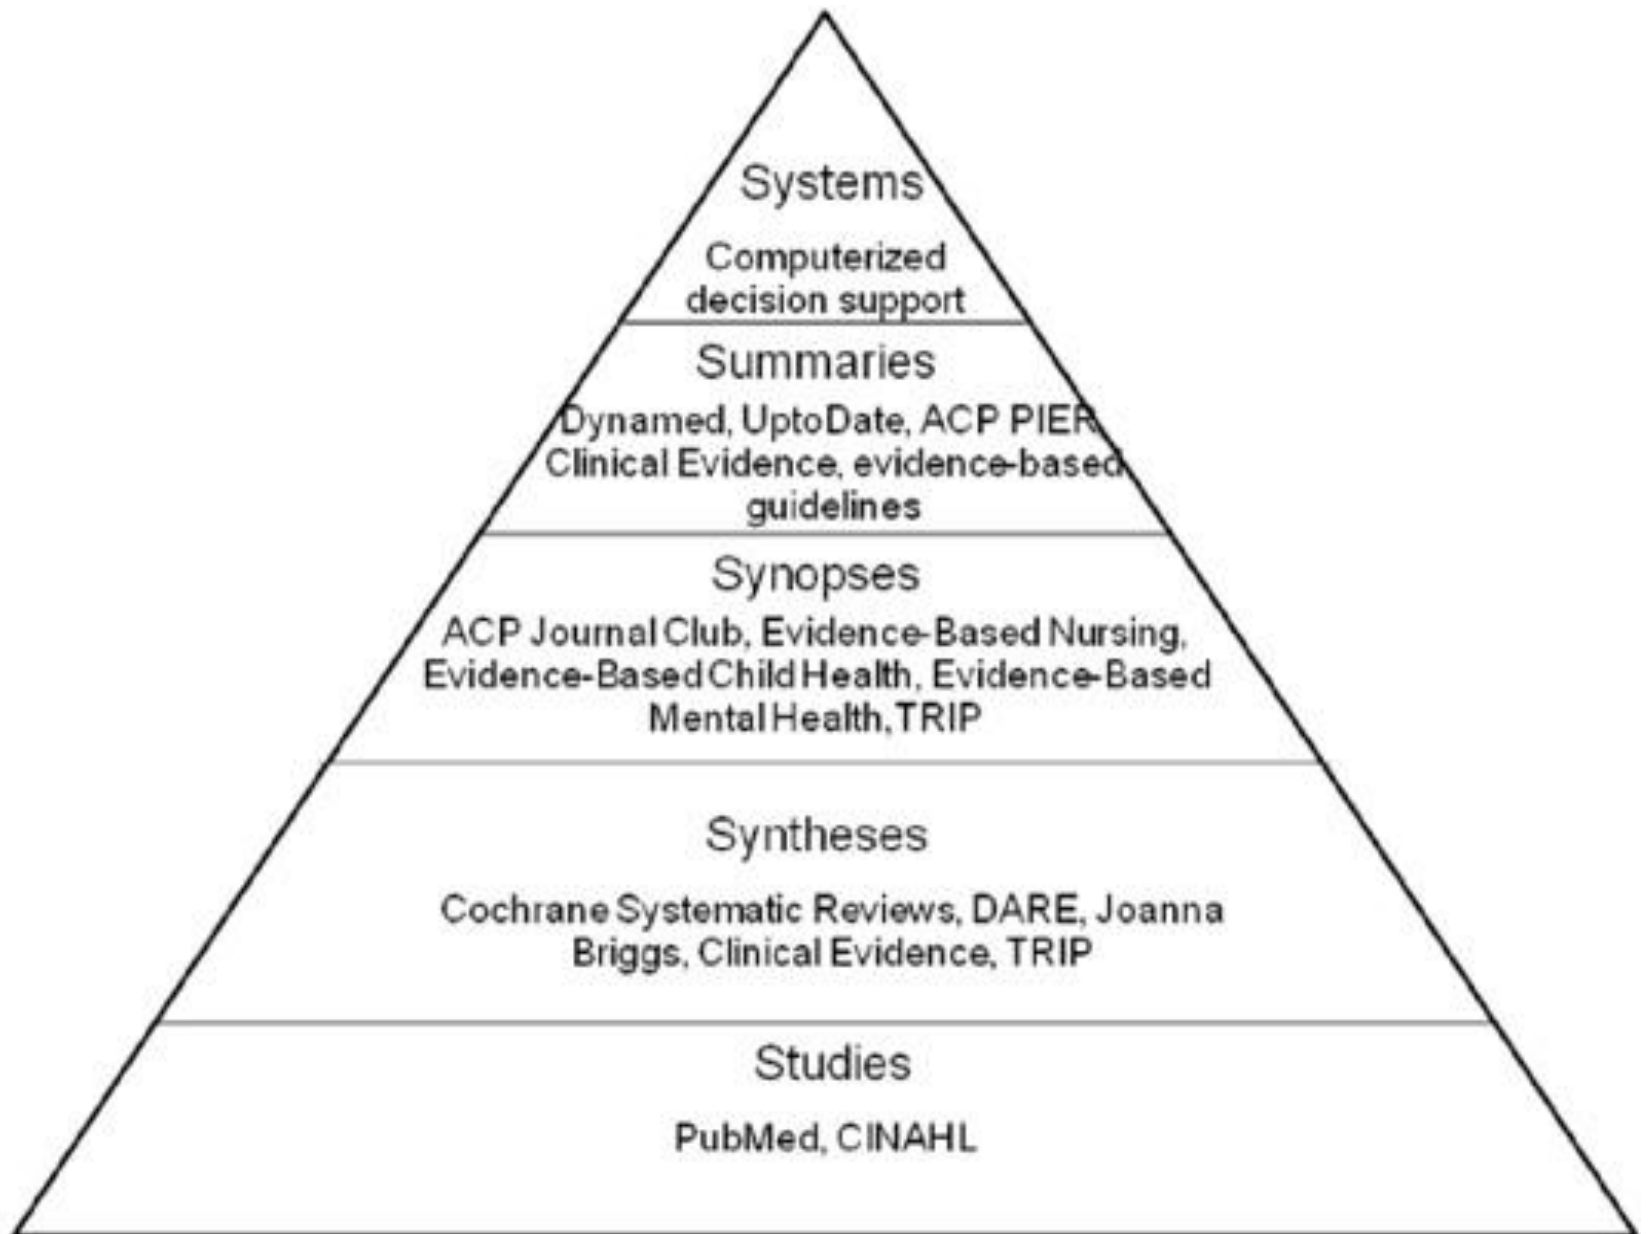 Systems
Computerized
decision support
Summaries
Dynamed, UptoDate, ACP PIER
Clinical Evidence, evidence-based
guidelines
Synopses
ACP Journal Club, Evidence-Based Nursing,
Evidence-Based Child Health, Evidence-Based
Mental Health, TRIP
Syntheses
Cochrane Systematic Reviews, DARE, Joanna
Briggs, Clinical Evidence, TRIP
Studies
PubMed, CINAHL